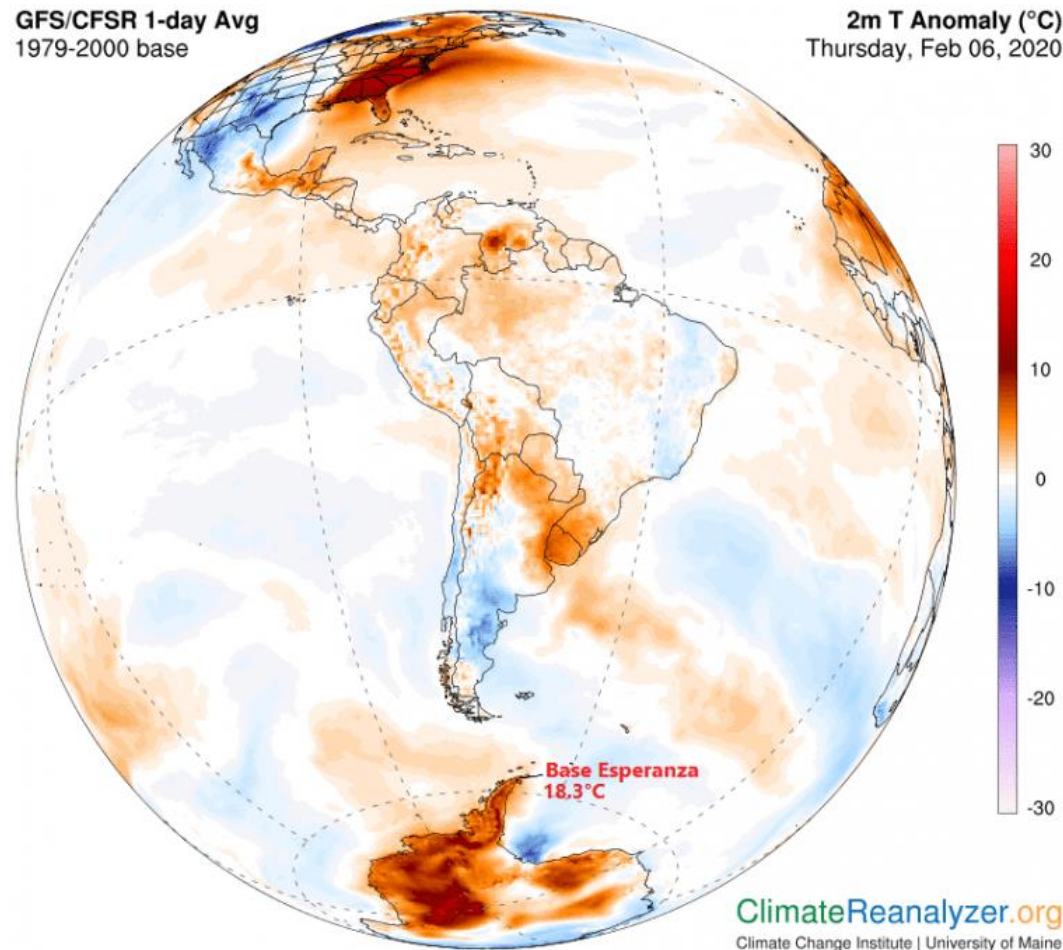 GFS/CFSR 1-day Avg
1979-2000 base
2m T Anomaly (°C)
Thursday, Feb 06, 2020
30
20
10
0
-10
-20
-30
Base Esperanza
18,3°C
ClimateReanalyzer.org
Climate Change Institute | University of Maine